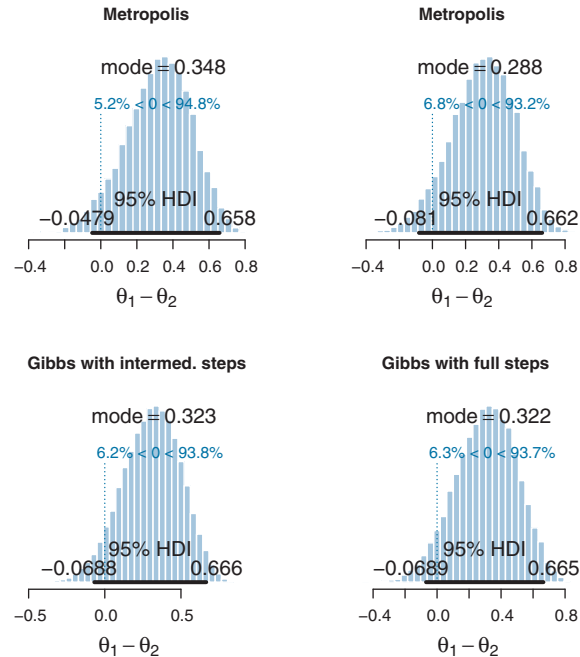 Metropolis
mode = 0.348
5.2% < 0 < 94.8%
95% HDI
−0.0479 0.658
−0.4 0.0 0.2 0.4 0.6 0.8
θ1 − θ2
Metropolis
mode = 0.288
6.8% < 0 < 93.2%
95% HDI
−0.081 0.662
−0.4 0.0 0.2 0.4 0.6 0.8
θ1 − θ2
Gibbs with intermed. steps
mode = 0.323
6.2% < 0 < 93.8%
95% HDI
−0.0688 0.666
−0.5 0.0 0.5
θ1 − θ2
Gibbs with full steps
mode = 0.322
6.3% < 0 < 93.7%
95% HDI
−0.0689 0.665
−0.4 0.0 0.4 0.8
θ1 − θ2